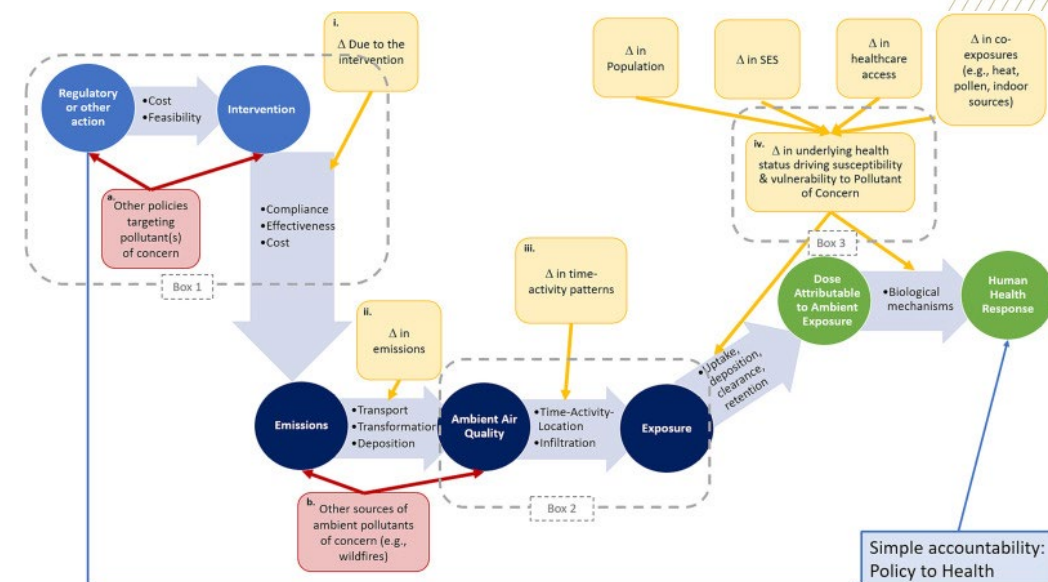 i.
Δ Due to the
intervention
Δ in
Population
Δ in SES
Δ in
healthcare
access
Δ in co-
exposures
(e.g., heat,
pollen, indoor
sources)
Regulatory
or other
action
•Cost
•Feasibility
Intervention
iv.
Δ in underlying health
status driving susceptibility
& vulnerability to Pollutant
of Concern
Box 3
a.
Other policies
targeting
pollutant(s)
of concern
Box 1
•Compliance
•Effectiveness
•Cost
iii.
Δ in time-
activity patterns
Dose
Attributable
to Ambient
Exposure
•Biological
mechanisms
Human
Health
Response
ii.
Δ in
emissions
•Uptake,
deposition,
clearance,
retention
Emissions
•Transport
•Transformation
•Deposition
Ambient Air
Quality
•Time-Activity-
Location
•Infiltration
Exposure
Box 2
b.
Other sources of
ambient pollutants
of concern (e.g.,
wildfires)
Simple accountability:
Policy to Health